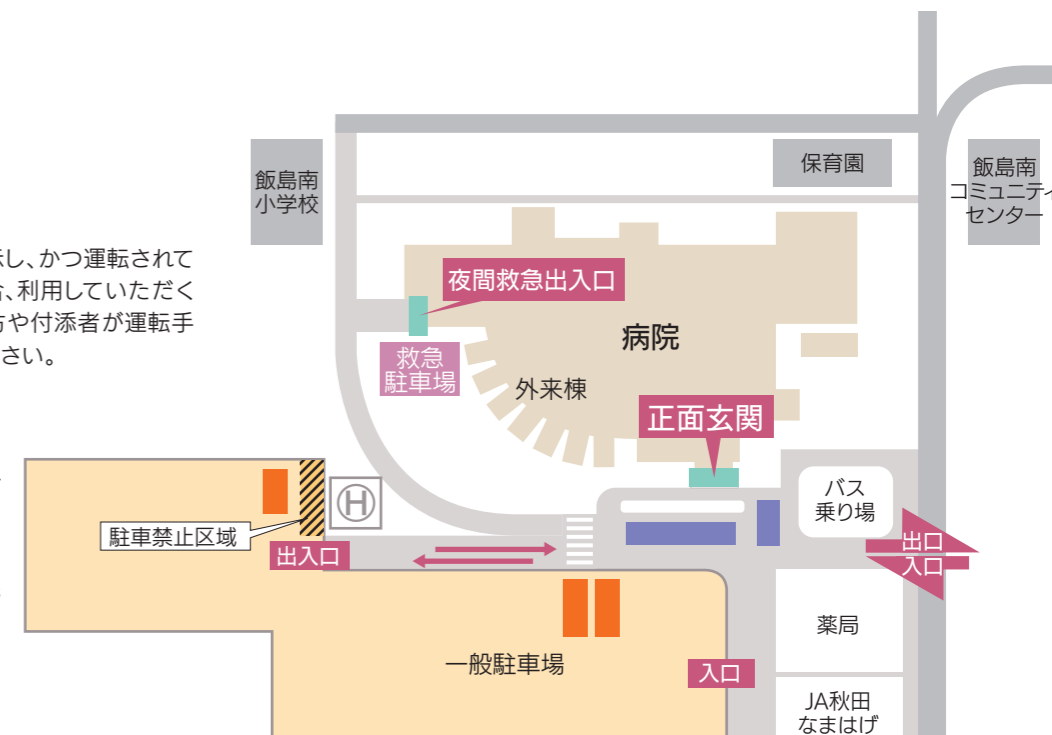 飯島南
小学校
保育園
飯島南
コミュニティ
センター
示し、かつ運転されて
合、利用していただく
方や付添者が運転手
さい。
夜間救急出入口
病院
救急
駐車場
外来棟
正面玄関
バス
乗り場
H
駐車禁止区域
出入口
出口
入口
薬局
一般駐車場
入口
JA秋田
なまはげ